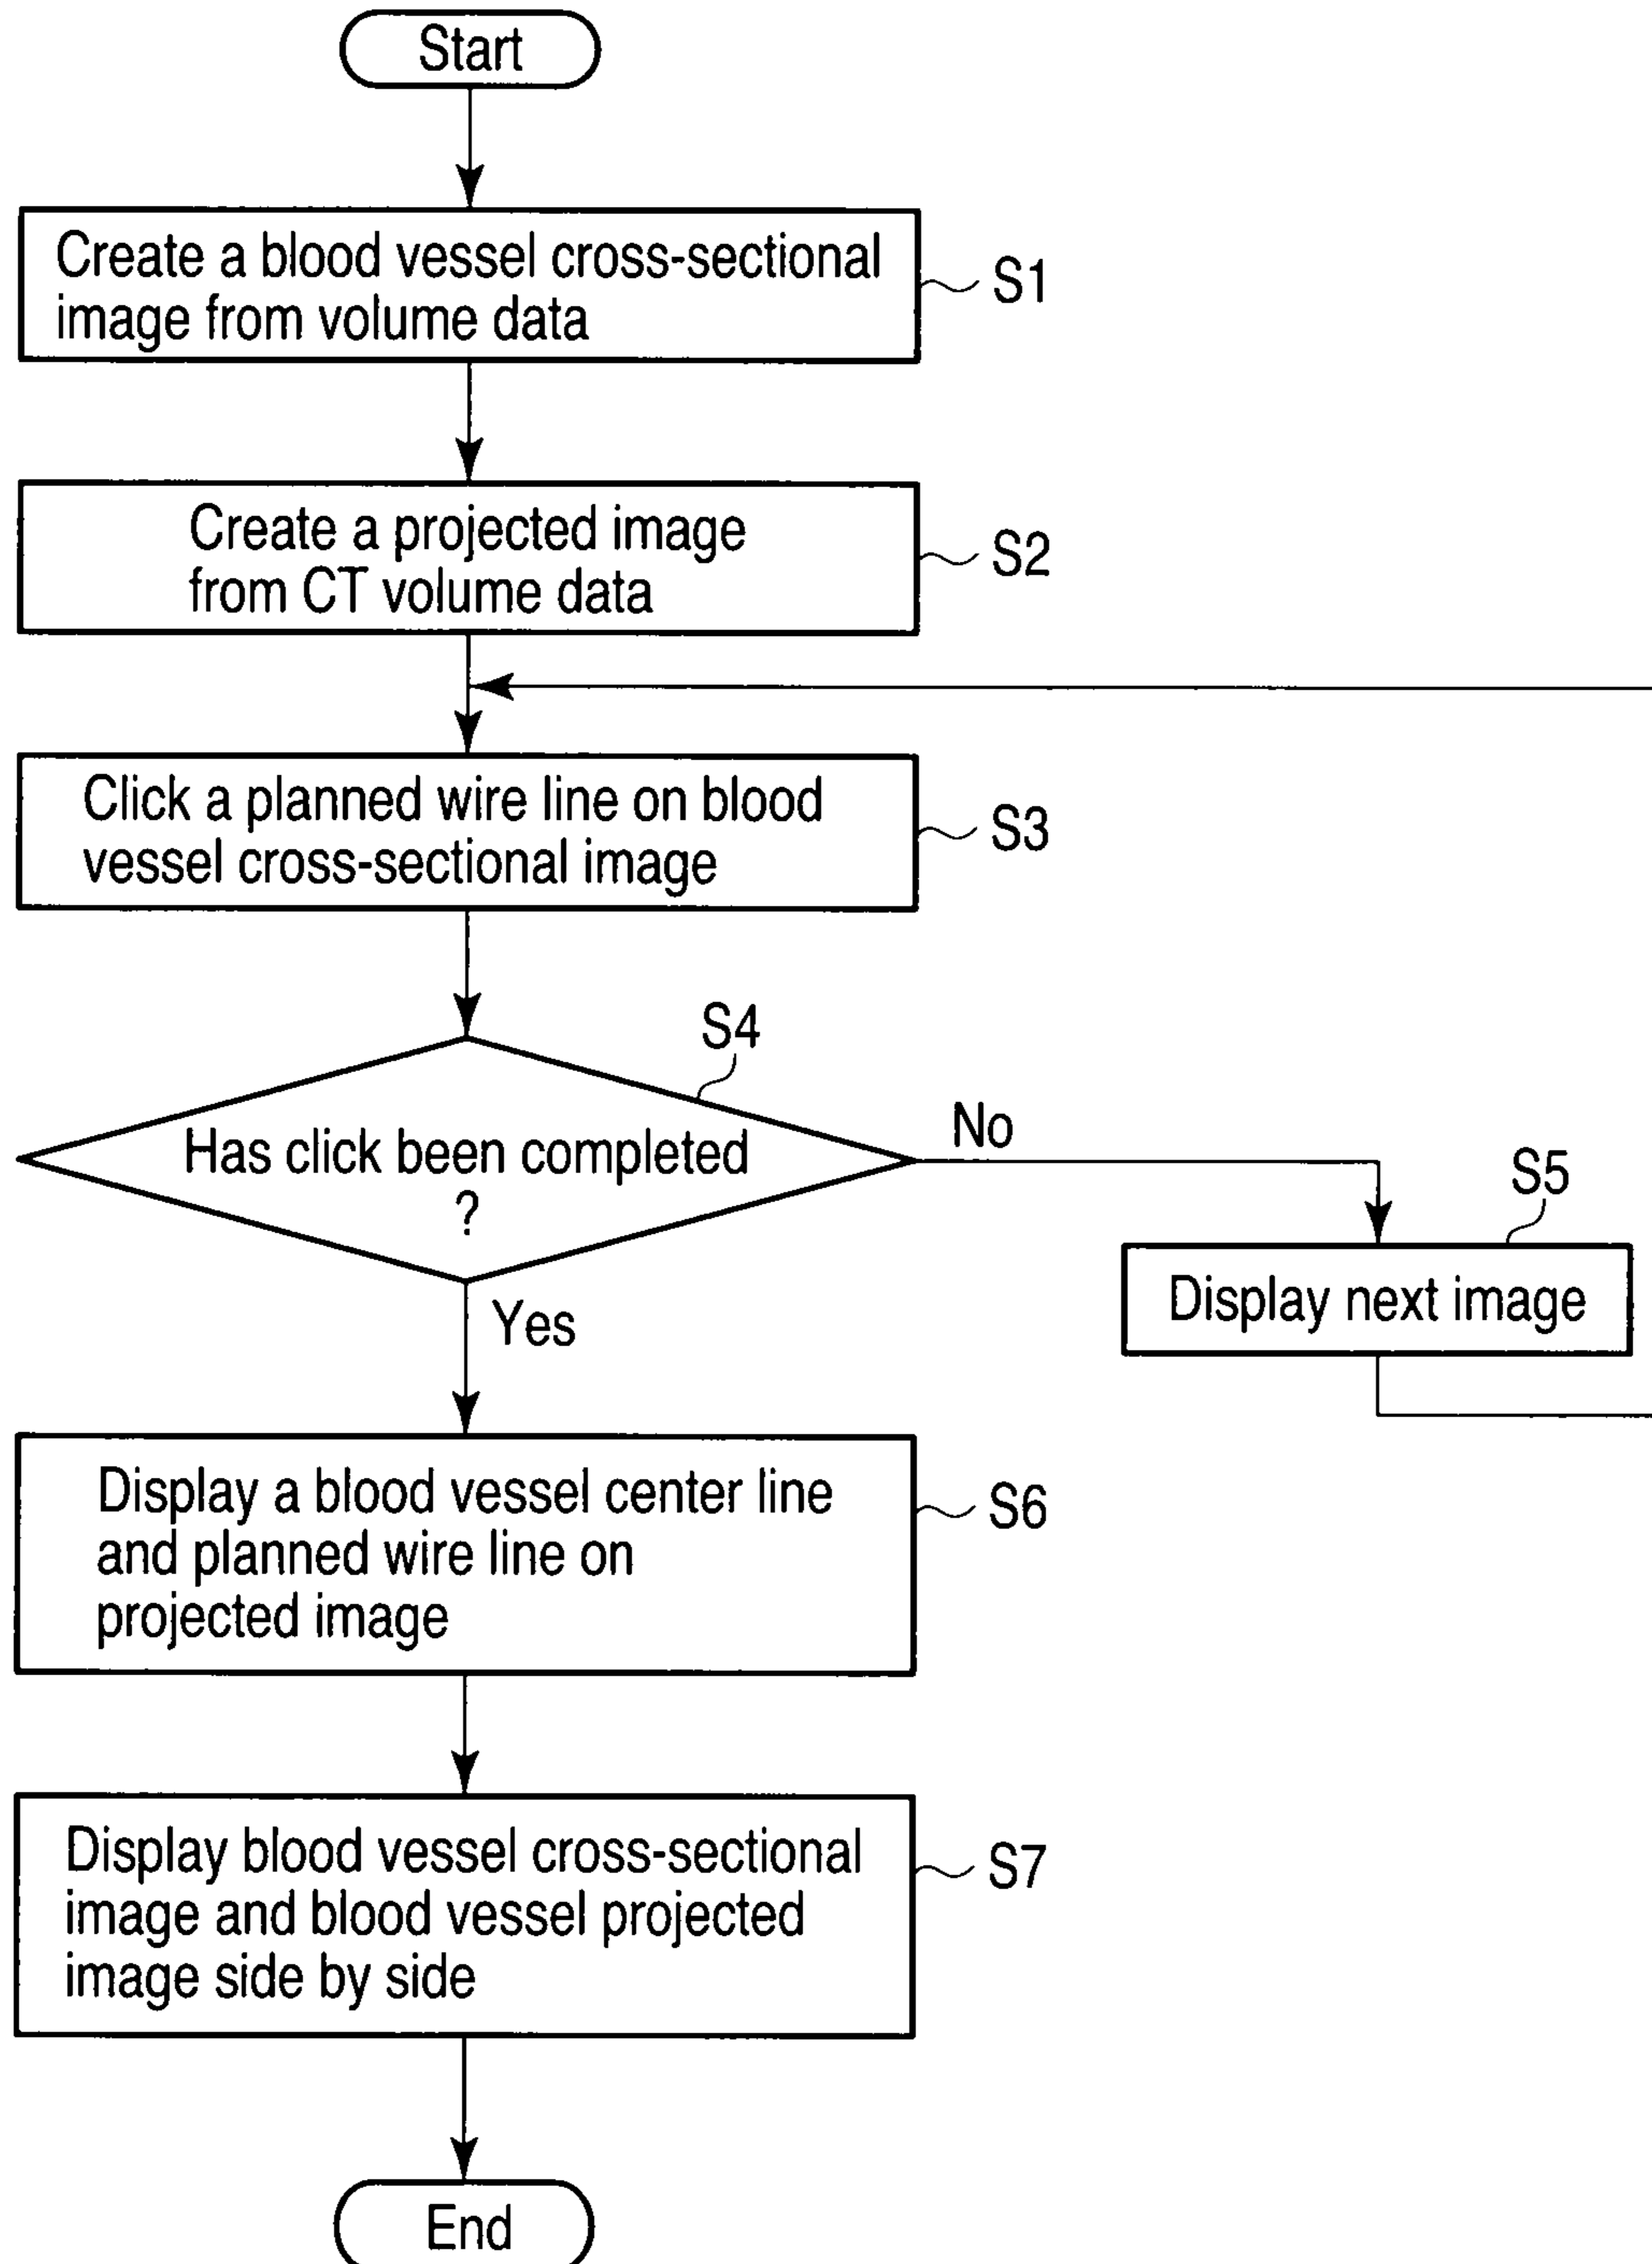 Start
Create a blood vessel cross-sectional
image from volume data
S1
Create a projected image
from CT volume data
S2
Click a planned wire line on blood
vessel cross-sectional image
S3
S4
Has click been completed
?
No
Yes
S5
Display next image
Display a blood vessel center line
and planned wire line on
projected image
S6
Display blood vessel cross-sectional
image and blood vessel projected
image side by side
S7
End